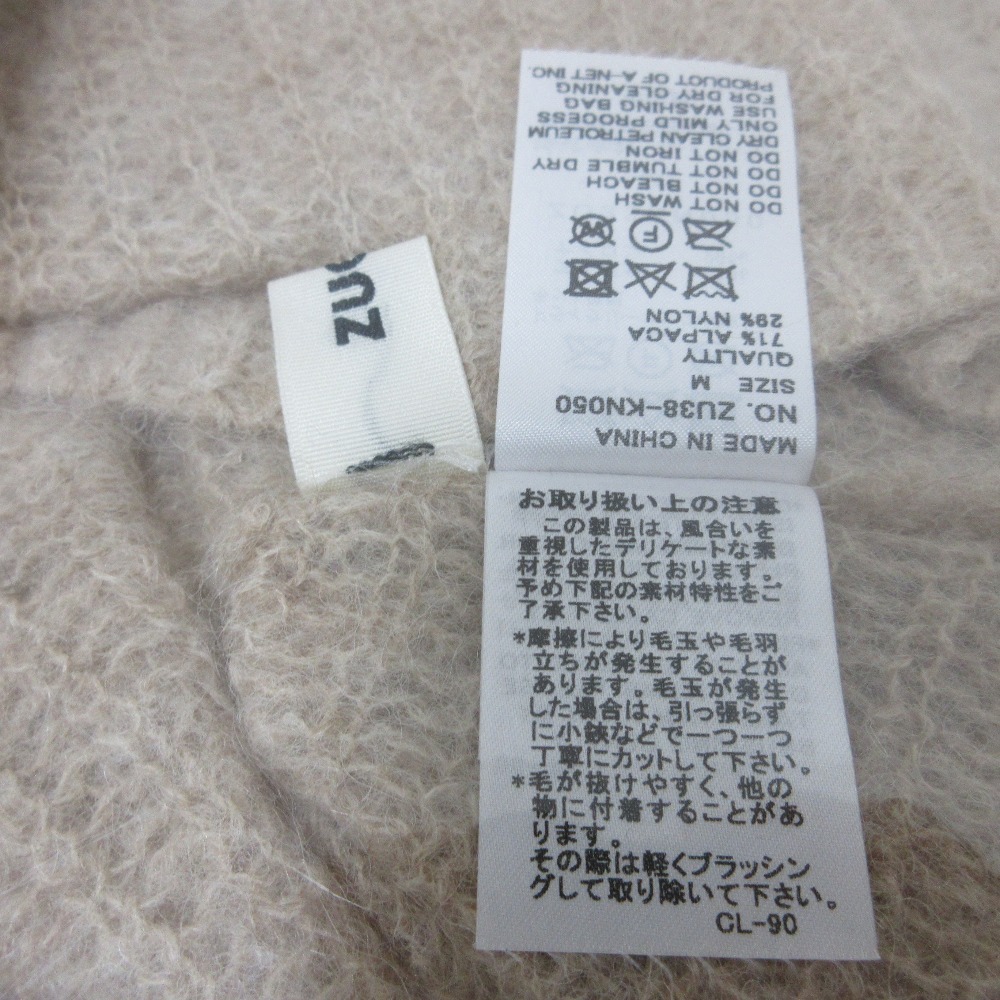 ZUC
MADE IN CHINA
NO. ZU38-KN050
SIZE M
QUALITY
71% ALPACA
29% NYLON
F
W
DO NOT WASH
DO NOT BLEACH
DO NOT TUMBLE DRY
DO NOT IRON
DRY CLEAN PETROLEUM
ONLY MILD PROCESS
USE WASHING BAG
FOR DRY CLEANING
PRODUCT OF A-NET INC.
お取り扱い上の注意
この製品は、風合いを
重視したデリケートな素
材を使用しております。
予め下記の素材特性をご
了承下さい。
*摩擦により毛玉や毛羽
立ちが発生することが
あります。毛玉が発生
した場合は、引っ張らず
に小鋏などで一つ一つ
丁寧にカットして下さい。
*毛が抜けやすく、他の
物に付着することがあ
ります。
その際は軽くブラッシン
グして取り除いて下さい。
CL-90